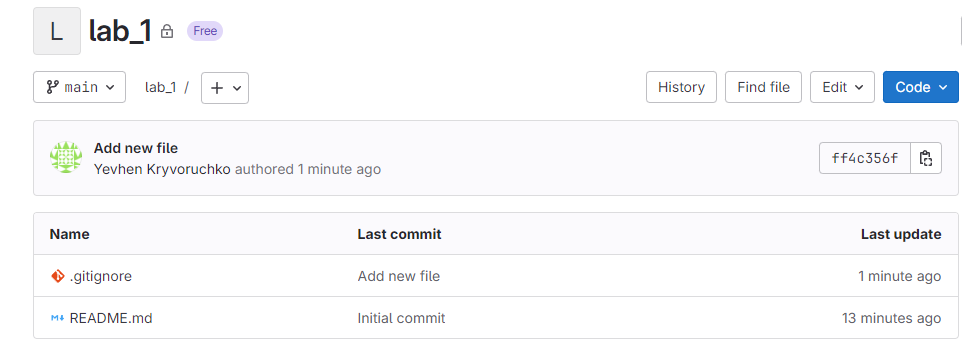 L lab_1 Free
main lab_1 / + History Find file Edit Code
Add new file
Yevhen Kryvoruchko authored 1 minute ago ff4c356f
Name Last commit Last update
.gitignore Add new file 1 minute ago
README.md Initial commit 13 minutes ago